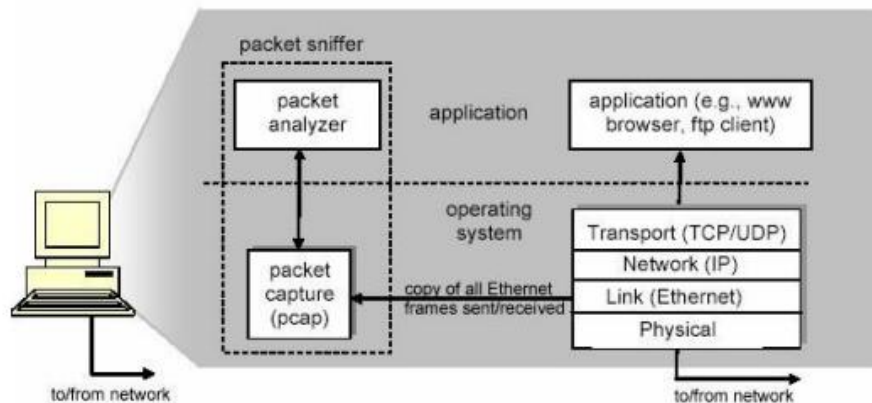 packet sniffer
packet
analyzer
application
application (e.g., www
browser, ftp client)
operating
system
packet
capture
(pcap)
copy of all Ethernet
frames sent/received
Transport (TCP/UDP)
Network (IP)
Link (Ethernet)
Physical
to/from network
to/from network